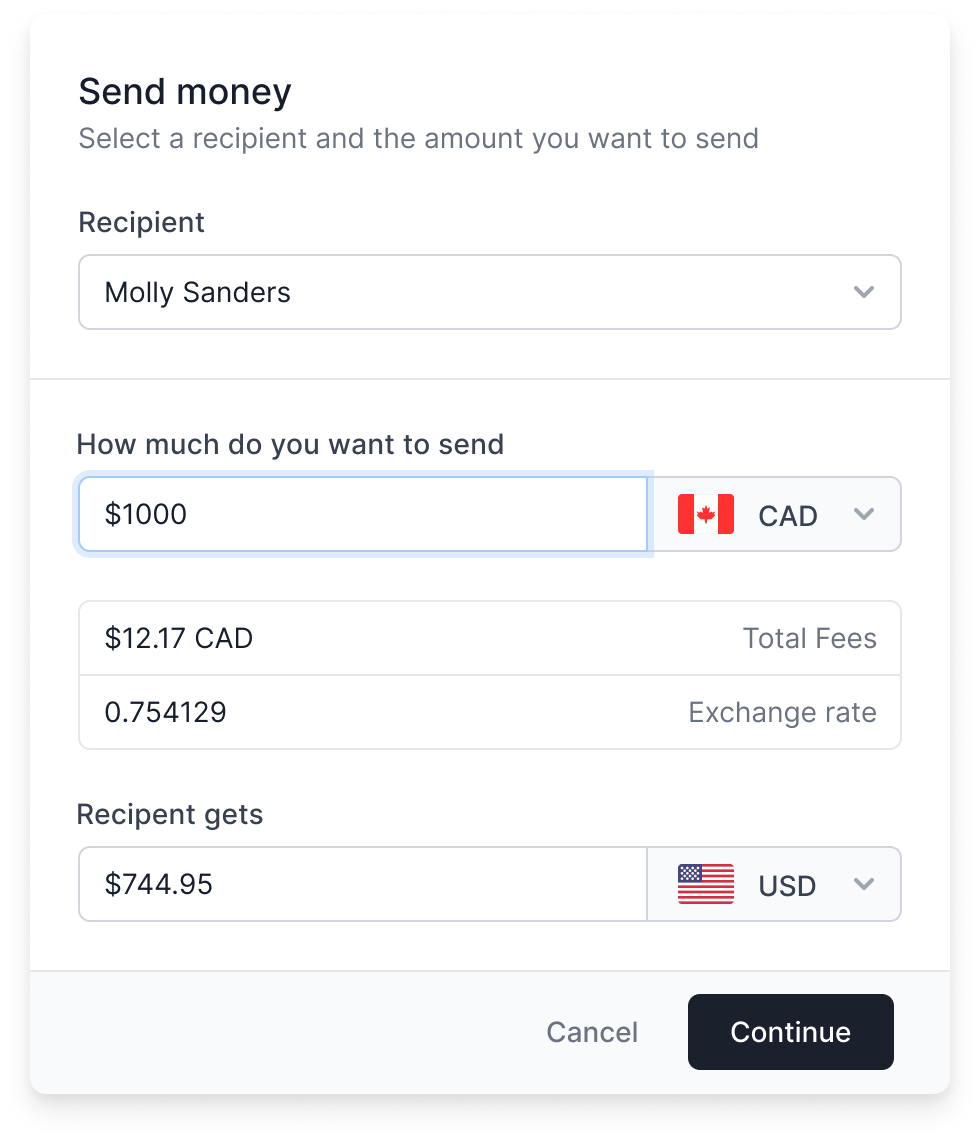 Send money
Select a recipient and the amount you want to send
Recipient
Molly Sanders
How much do you want to send
$1000 CAD
$12.17 CAD Total Fees
0.754129 Exchange rate
Recipent gets
$744.95 USD
Cancel Continue